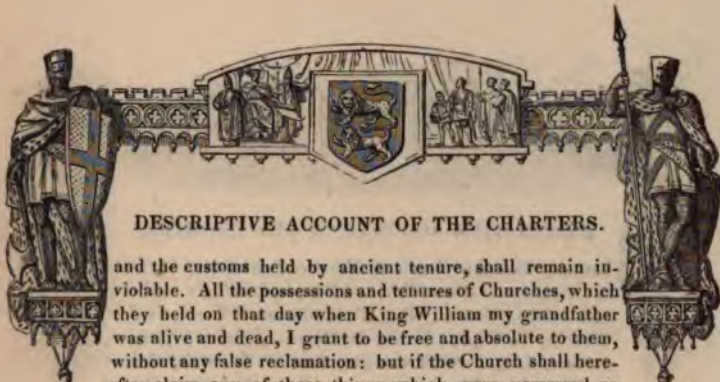 DESCRIPTIVE ACCOUNT OF THE CHARTERS.
and the customs held by ancient tenure, shall remain in-
violable. All the possessions and tenures of Churches, which
they held on that day when King William my grandfather
was alive and dead, I grant to be free and absolute to them,
without any false reclamation: but if the Church shall here-